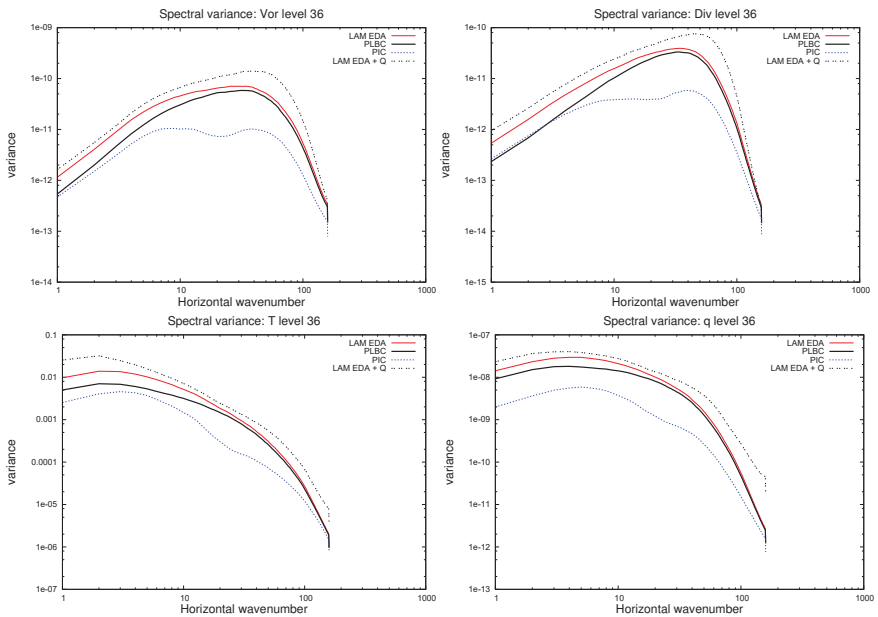 Spectral variance: Vor level 36
LAM EDA
PLBC
PIC
LAM EDA + Q
1e-09
1e-10
1e-11
1e-12
1e-13
1e-14
variance
1
10
100
1000
Horizontal wavenumber
Spectral variance: Div level 36
LAM EDA
PLBC
PIC
LAM EDA + Q
1e-10
1e-11
1e-12
1e-13
1e-14
1e-15
variance
1
10
100
1000
Horizontal wavenumber
Spectral variance: T level 36
LAM EDA
PLBC
PIC
LAM EDA + Q
0.1
0.01
0.001
0.0001
1e-05
1e-06
1e-07
variance
1
10
100
1000
Horizontal wavenumber
Spectral variance: q level 36
LAM EDA
PLBC
PIC
LAM EDA + Q
1e-07
1e-08
1e-09
1e-10
1e-11
1e-12
1e-13
variance
1
10
100
1000
Horizontal wavenumber